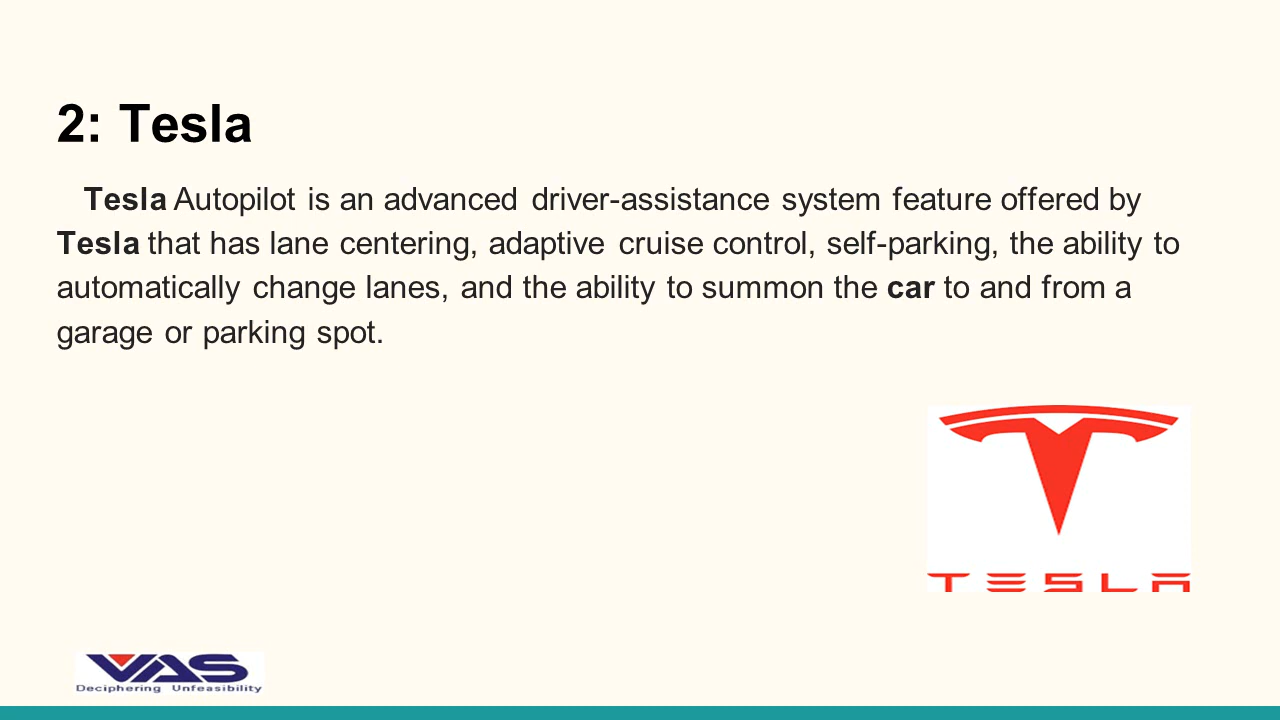 2: Tesla
Tesla Autopilot is an advanced driver-assistance system feature offered by
Tesla that has lane centering, adaptive cruise control, self-parking, the ability to
automatically change lanes, and the ability to summon the car to and from a
garage or parking spot.
TESLA
VAS
Deciphering Unfeasibility